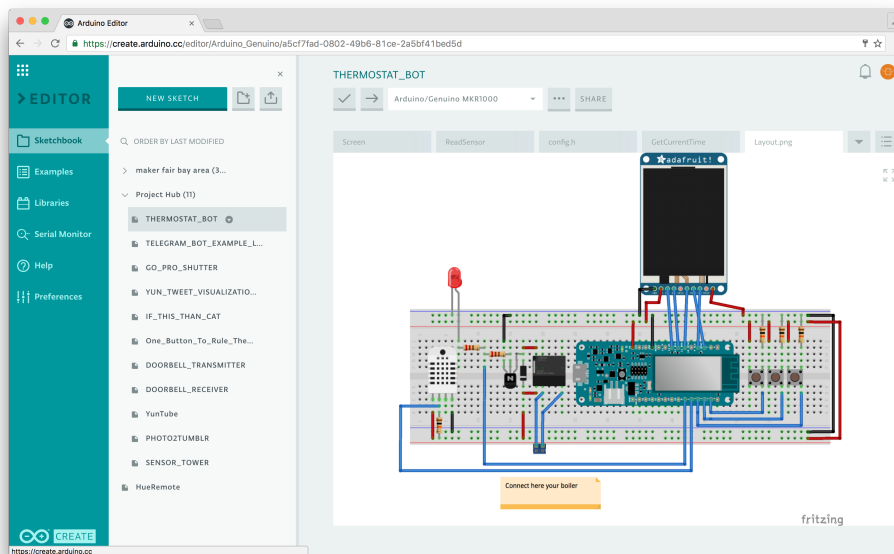 Arduino Editor
https://create.arduino.cc/editor/Arduino_Genuino/a5cf7fad-0802-49b6-81ce-2a5bf41bed5d
>EDITOR
Sketchbook
Examples
Libraries
Serial Monitor
Help
Preferences
CREATE
https://create.arduino.cc
NEW SKETCH
ORDER BY LAST MODIFIED
maker fair bay area (3...
Project Hub (11)
THERMOSTAT_BOT
TELEGRAM_BOT_EXAMPLE_L...
GO_PRO_SHUTTER
YUN_TWEET_VISUALIZATIO...
IF_THIS_THAN_CAT
One_Button_To_Rule_The...
DOORBELL_TRANSMITTER
DOORBELL_RECEIVER
YunTube
PHOTO2TUMBLR
SENSOR_TOWER
HueRemote
THERMOSTAT_BOT
Arduino/Genuino MKR1000
SHARE
Screen
ReadSensor
config.h
GetCurrentTime
Layout.png
adafruit!
N
Connect here your boiler
fritzing